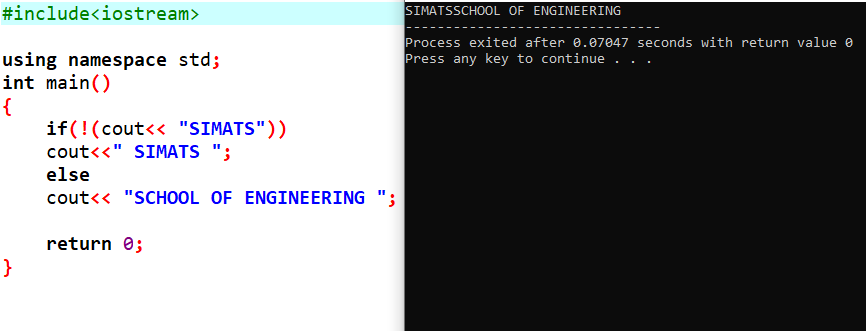 #include<iostream>
using namespace std;
int main()
{
if(!(cout<< "SIMATS"))
cout<<" SIMATS ";
else
cout<< "SCHOOL OF ENGINEERING ";
return 0;
}
SIMATSSCHOOL OF ENGINEERING
--------------------------------
Process exited after 0.07047 seconds with return value 0
Press any key to continue . . .